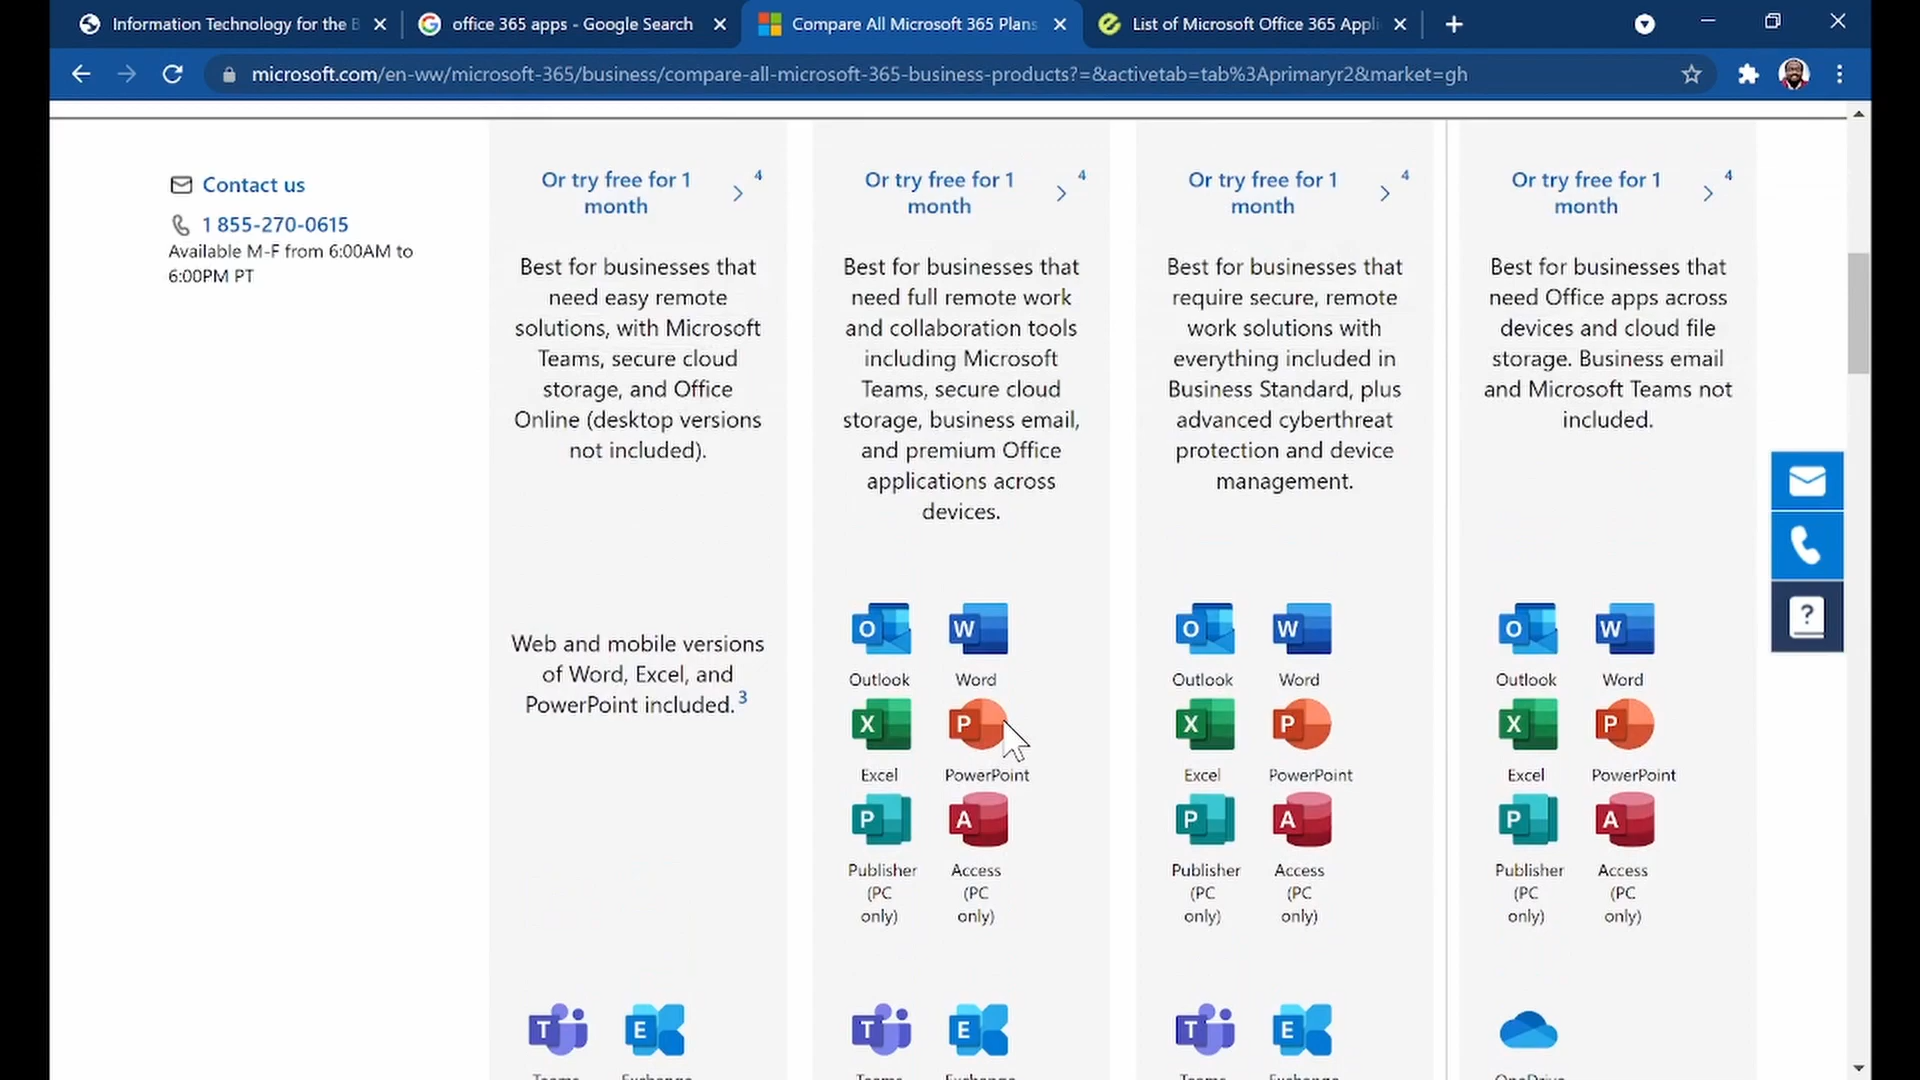 Information Technology for the B
office 365 apps - Google Search
Compare All Microsoft 365 Plans
List of Microsoft Office 365 Appli
microsoft.com/en-ww/microsoft-365/business/compare-all-microsoft-365-business-products?=&activetab=tab%3Aprimaryr2&market=gh
Contact us
1 855-270-0615
Available M-F from 6:00AM to
6:00PM PT
Or try free for 1
month
4
Best for businesses that
need easy remote
solutions, with Microsoft
Teams, secure cloud
storage, and Office
Online (desktop versions
not included).
Web and mobile versions
of Word, Excel, and
PowerPoint included.3
T E
Teams Exchange
Or try free for 1
month
4
Best for businesses that
need full remote work
and collaboration tools
including Microsoft
Teams, secure cloud
storage, business email,
and premium Office
applications across
devices.
O W
Outlook Word
X P
Excel PowerPoint
P A
Publisher Access
(PC (PC
only) only)
T E
Teams Exchange
Or try free for 1
month
4
Best for businesses that
require secure, remote
work solutions with
everything included in
Business Standard, plus
advanced cyberthreat
protection and device
management.
O W
Outlook Word
X P
Excel PowerPoint
P A
Publisher Access
(PC (PC
only) only)
T E
Teams Exchange
Or try free for 1
month
4
Best for businesses that
need Office apps across
devices and cloud file
storage. Business email
and Microsoft Teams not
included.
O W
Outlook Word
X P
Excel PowerPoint
P A
Publisher Access
(PC (PC
only) only)
OneDrive
?